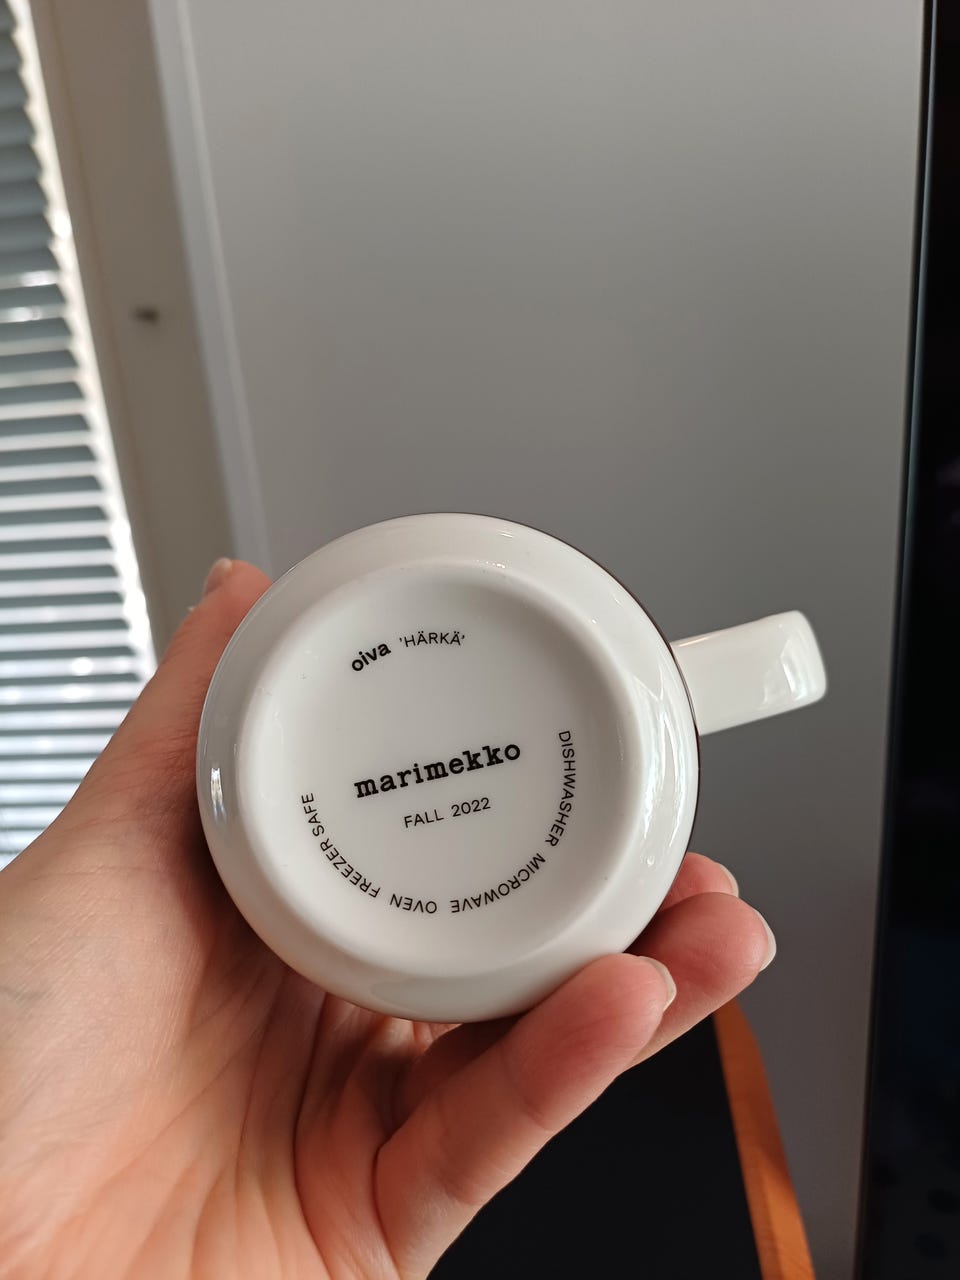 oiva 'HÄRKÄ'
marimekko
FALL 2022
DISHWASHER MICROWAVE OVEN FREEZER SAFE